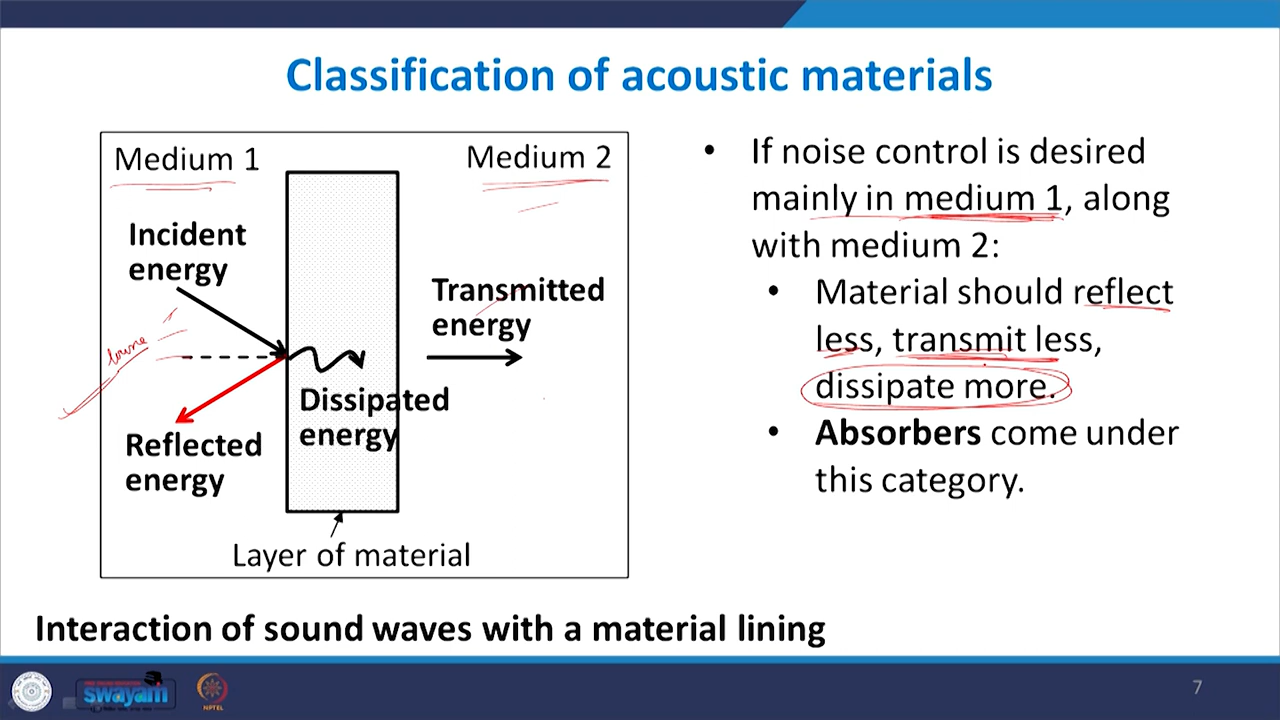 Classification of acoustic materials
Medium 1
Medium 2
Incident
energy
Transmitted
energy
Dissipated
energy
Reflected
energy
Layer of material
• If noise control is desired
mainly in medium 1, along
with medium 2:
• Material should reflect
less, transmit less,
dissipate more.
• Absorbers come under
this category.
Interaction of sound waves with a material lining
swayam
NPTEL
7